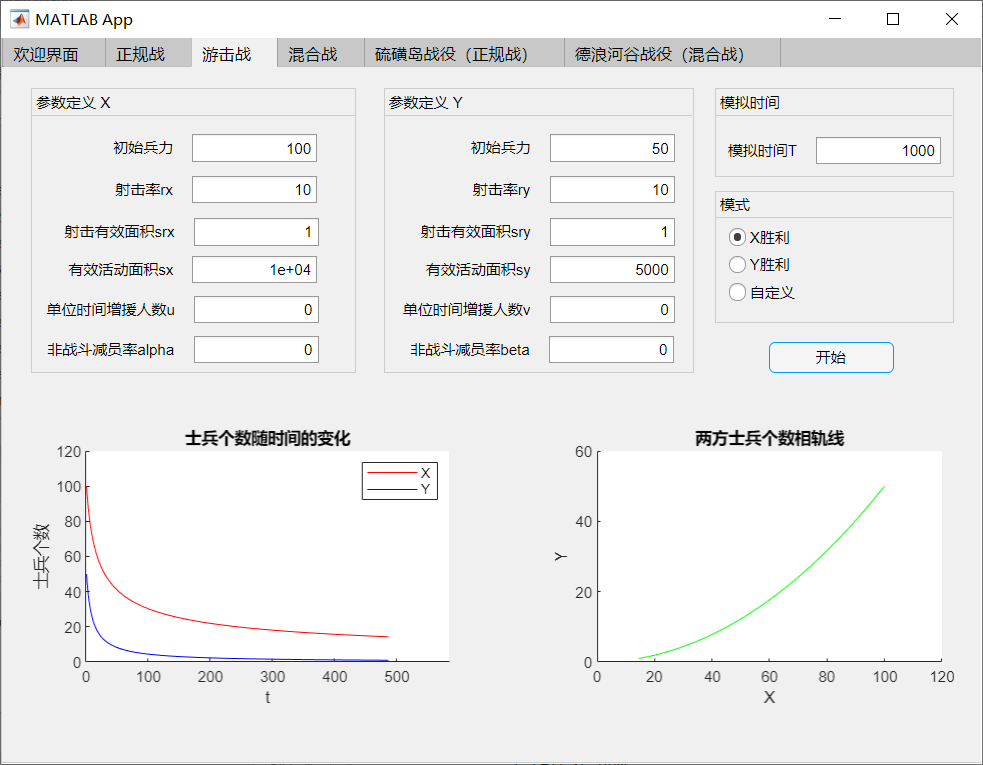 MATLAB App
欢迎界面 正规战 游击战 混合战 硫磺岛战役（正规战） 德浪河谷战役（混合战）
参数定义 X
初始兵力 100
射击率rx 10
射击有效面积srx 1
有效活动面积sx 1e+04
单位时间增援人数u 0
非战斗减员率alpha 0
参数定义 Y
初始兵力 50
射击率ry 10
射击有效面积sry 1
有效活动面积sy 5000
单位时间增援人数v 0
非战斗减员率beta 0
模拟时间
模拟时间T 1000
模式
X胜利
Y胜利
自定义
开始
士兵个数随时间的变化
120
100
80
60
40
20
0
士兵个数
X
Y
0 100 200 300 400 500
t
两方士兵个数相轨线
60
40
20
0
Y
0 20 40 60 80 100 120
X